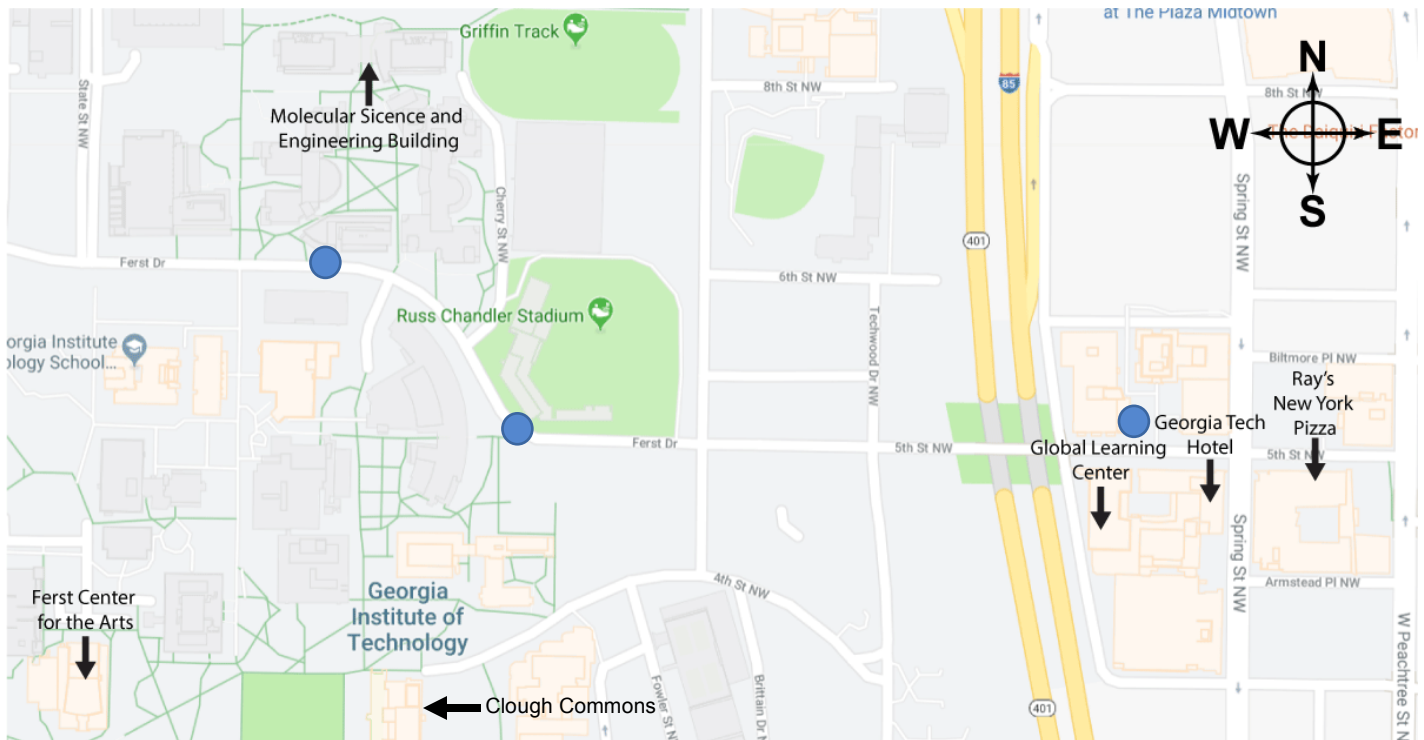 at The Plaza Midtown
Griffin Track
N
85
8th St NW
8th St NW
State St NW
Molecular Sicence and
Engineering Building
W
E
S
Cherry St NW
Spring St NW
401
Ferst Dr
6th St NW
Russ Chandler Stadium
Techwood Dr NW
orgia Institute
ology School...
Biltmore Pl NW
Ray's
New York
Pizza
Georgia Tech
Hotel
Global Learning
Center
Ferst Dr
5th St NW
5th St NW
Spring St NW
4th St NW
Armstead Pl NW
Georgia
Institute of
Technology
Ferst Center
for the Arts
W Peachtree St N
Clough Commons
Fowler St N
Brittain Dr N
401